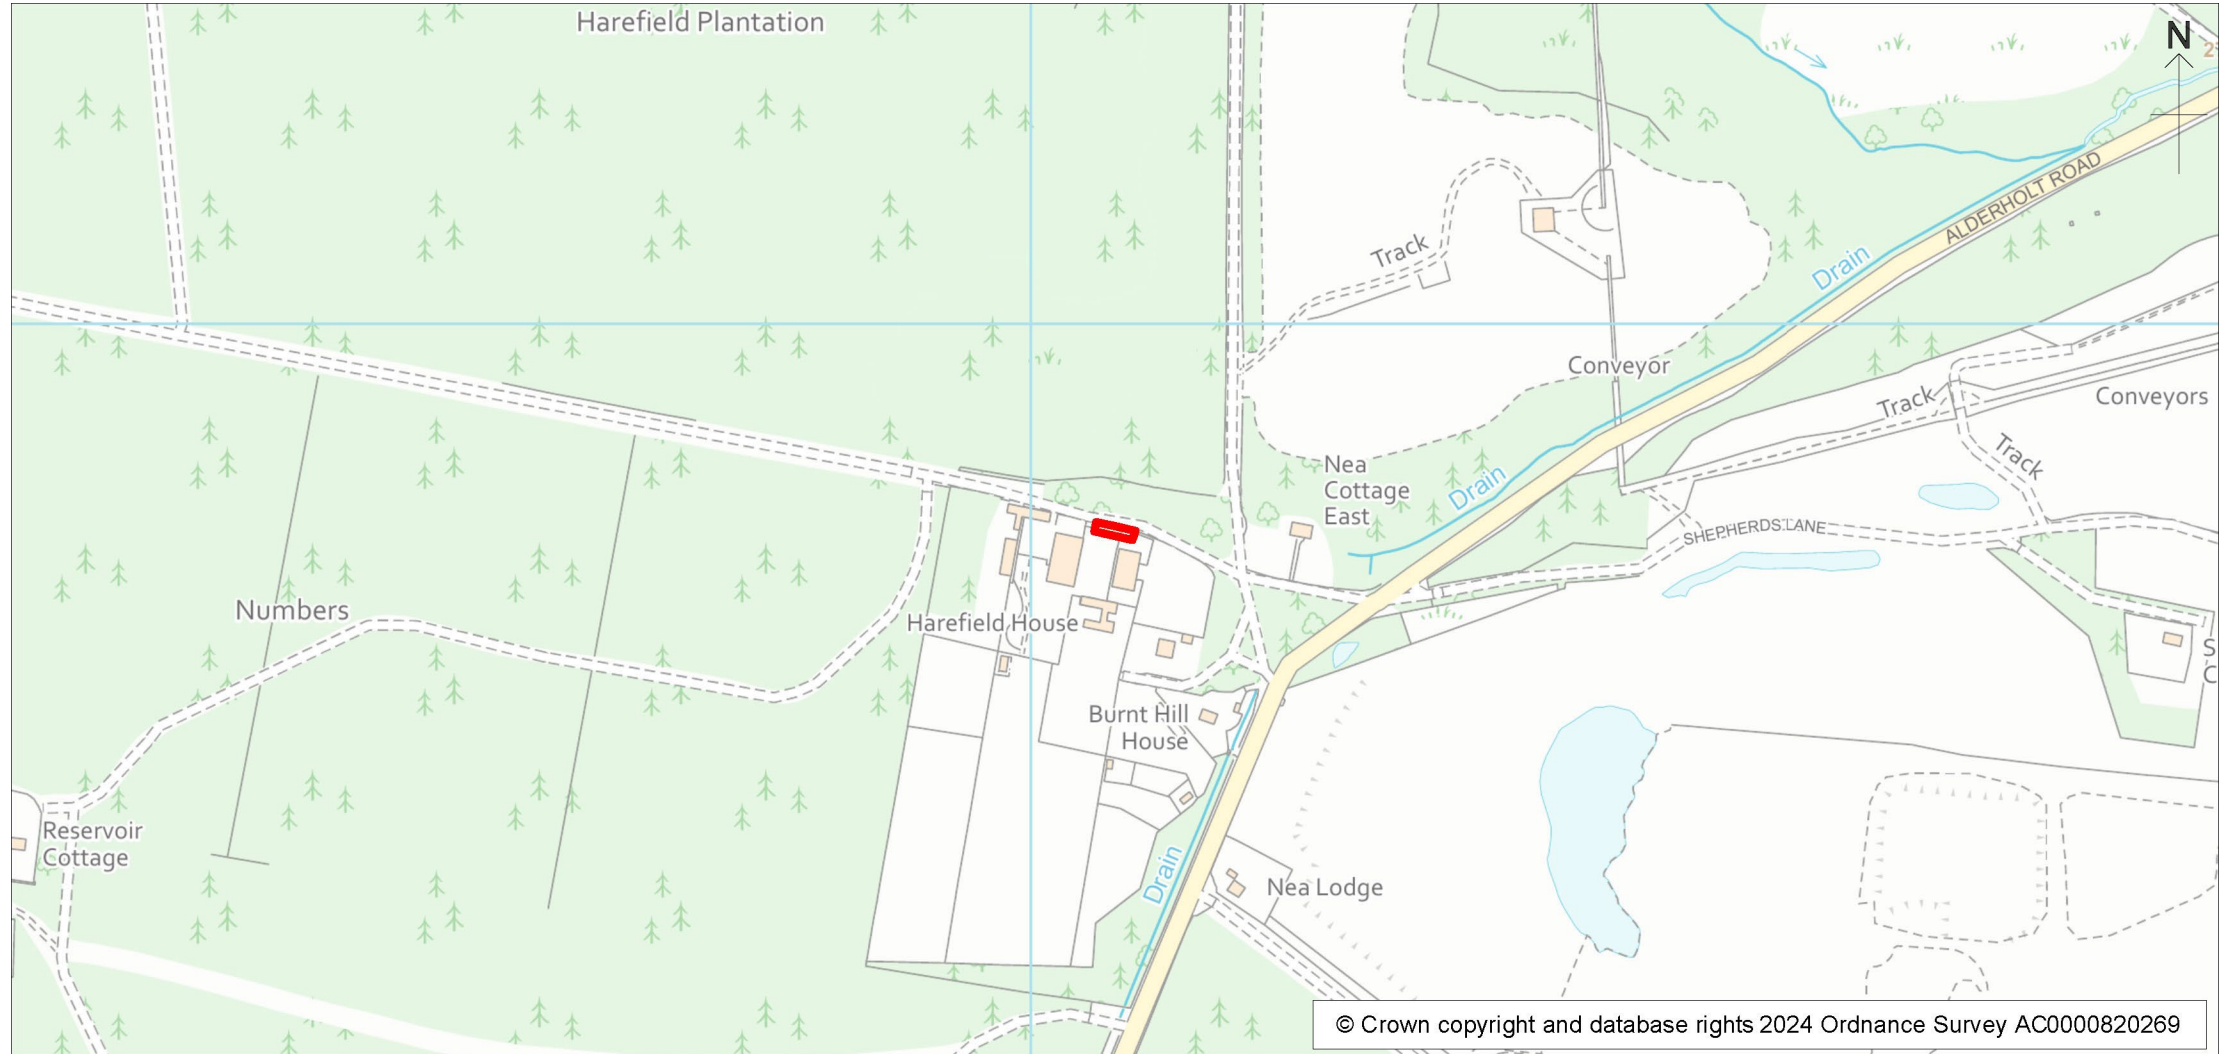 Harefield Plantation
N
2
ALDERHOLT ROAD
Track
Drain
Conveyor
Track
Conveyors
Track
Nea
Cottage
East
Drain
SHEPHERDS LANE
Numbers
Harefield House
S
C
Burnt Hill
House
Reservoir
Cottage
Drain
Nea Lodge
© Crown copyright and database rights 2024 Ordnance Survey AC0000820269